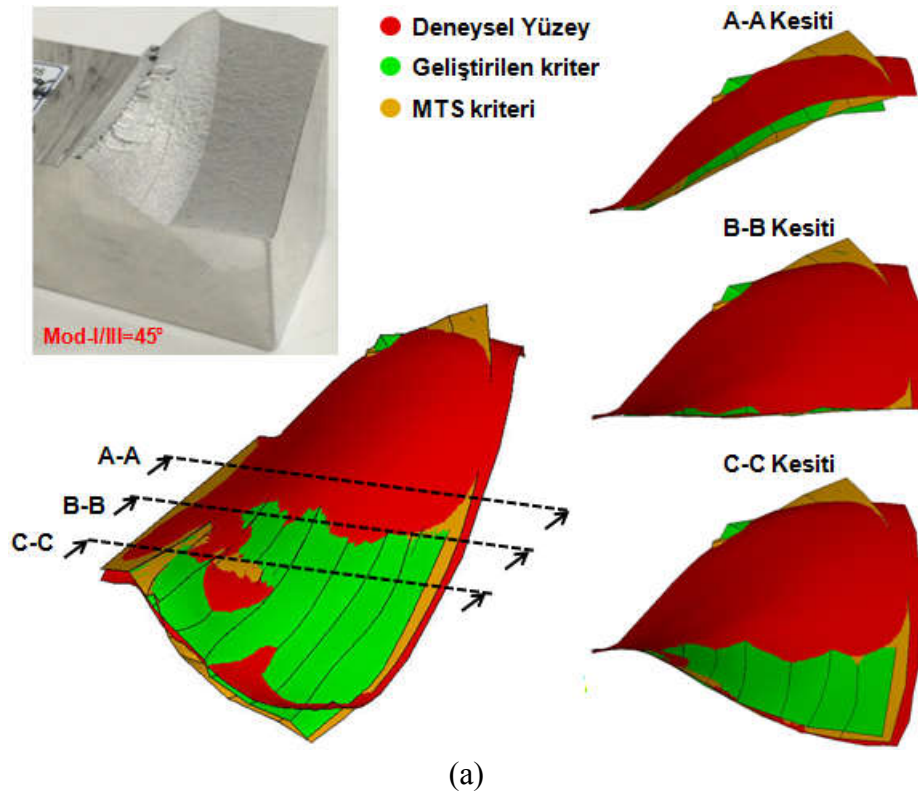 Deneysel Yüzey
Geliştirilen kriter
MTS kriteri
Mod-I/III=45°
A-A Kesiti
B-B Kesiti
C-C Kesiti
A-A
B-B
C-C
(a)